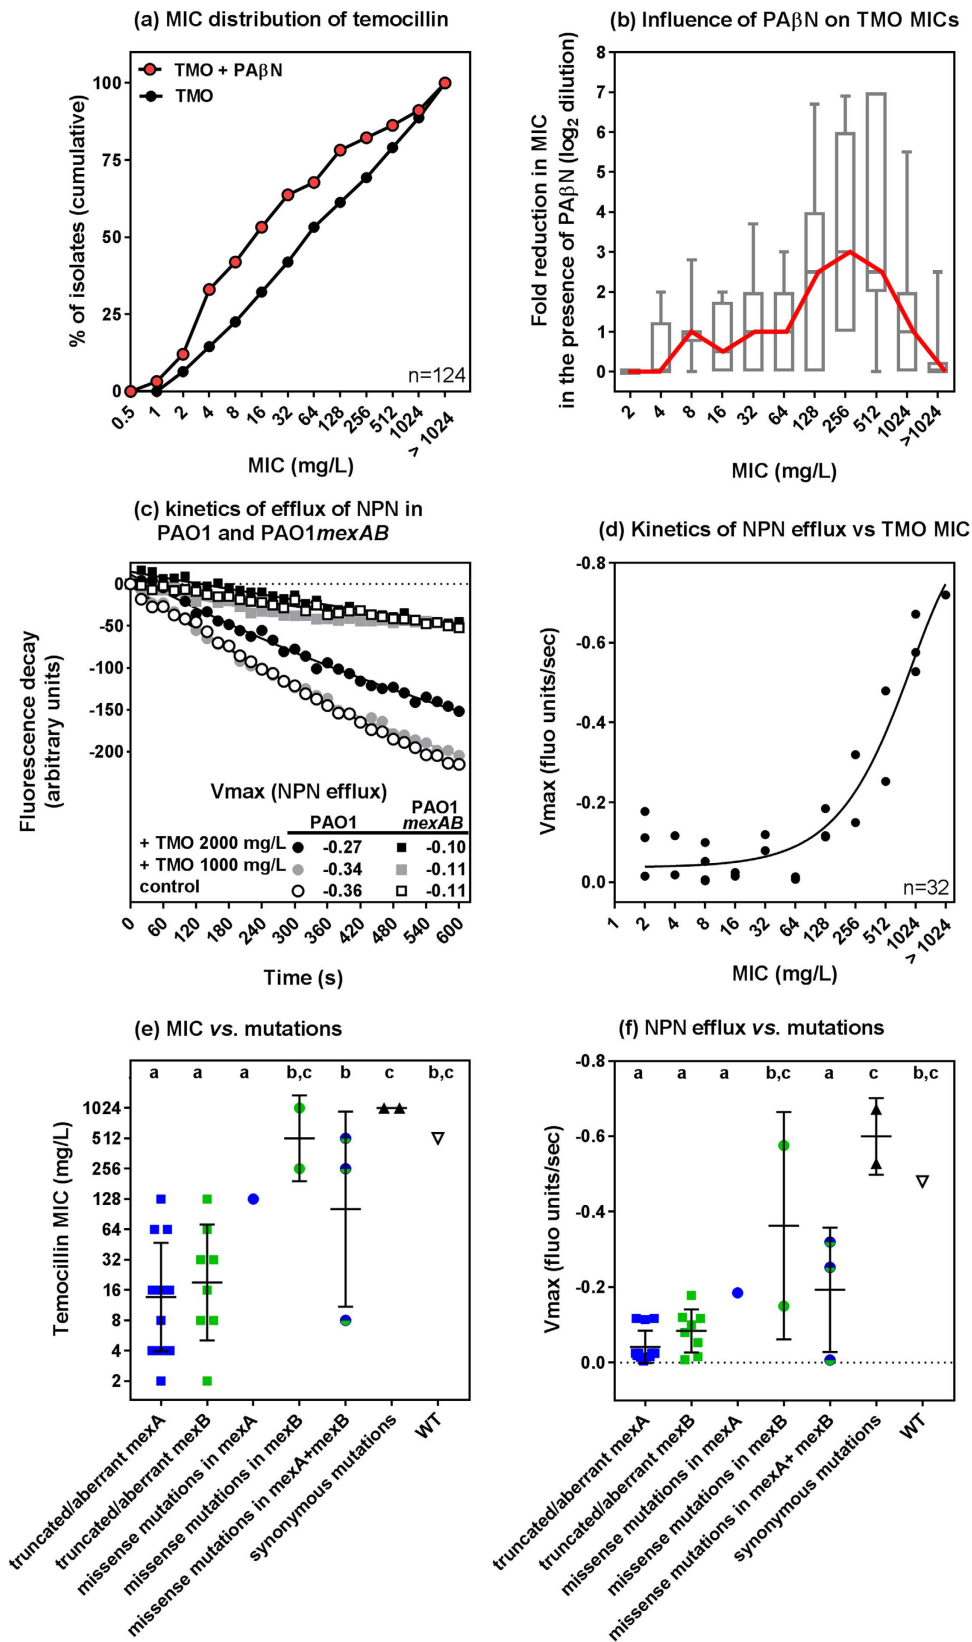 (a) MIC distribution of temocillin
% of isolates (cumulative)
100
75
50
25
0
TMO + PAβN
TMO
n=124
0.5 1 2 4 8 16 32 64 128 256 512 1024 > 1024
MIC (mg/L)
(b) Influence of PAβN on TMO MICs
Fold reduction in MIC
in the presence of PAβN (log2 dilution)
8
7
6
5
4
3
2
1
0
2 4 8 16 32 64 128 256 512 1024 >1024
MIC (mg/L)
(c) kinetics of efflux of NPN in
PAO1 and PAO1mexAB
Fluorescence decay
(arbitrary units)
0
-50
-100
-150
-200
Vmax (NPN efflux)
PAO1 PAO1 mexAB
+ TMO 2000 mg/L -0.27 -0.10
+ TMO 1000 mg/L -0.34 -0.11
control -0.36 -0.11
0 60 120 180 240 300 360 420 480 540 600
Time (s)
(d) Kinetics of NPN efflux vs TMO MIC
Vmax (fluo units/sec)
-0.8
-0.6
-0.4
-0.2
0.0
n=32
1 2 4 8 16 32 64 128 256 512 1024 > 1024
MIC (mg/L)
(e) MIC vs. mutations
Temocillin MIC (mg/L)
a a a b,c b c b,c
1024
512
256
128
64
32
16
8
4
2
truncated/aberrant mexA
truncated/aberrant mexB
missense mutations in mexA
missense mutations in mexB
missense mutations in mexA+mexB
synonymous mutations
WT
(f) NPN efflux vs. mutations
Vmax (fluo units/sec)
a a a b,c a c b,c
-0.8
-0.6
-0.4
-0.2
0.0
truncated/aberrant mexA
truncated/aberrant mexB
missense mutations in mexA
missense mutations in mexB
missense mutations in mexA+ mexB
synonymous mutations
WT